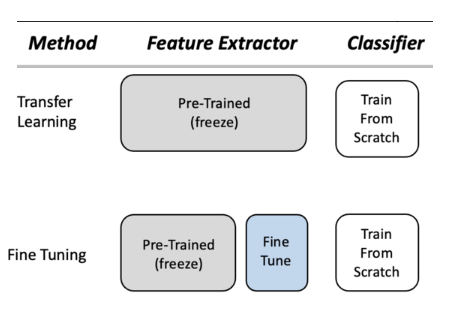 Method Feature Extractor Classifier
Transfer
Learning
Pre-Trained
(freeze)
Train
From
Scratch
Fine Tuning
Pre-Trained
(freeze)
Fine
Tune
Train
From
Scratch